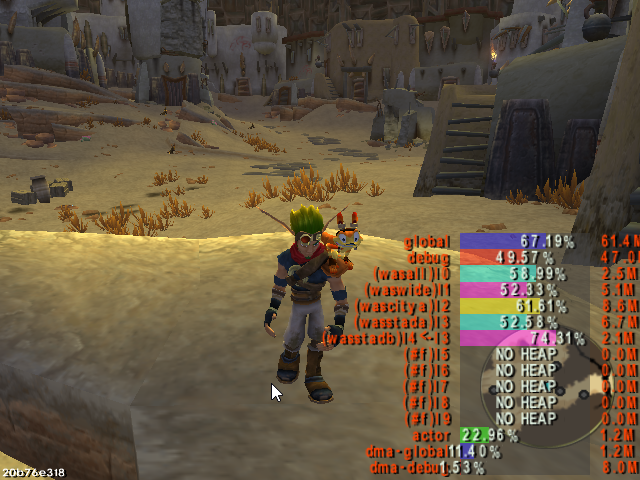 global 67.19% 61.4M
debug 49.57% 47.0
(wasall)l0 58.99% 2.5M
(waswide)l1 52.33% 5.1M
(wascitya)l2 61.61% 8.6M
(wasstada)l3 52.58% 6.7M
(wasstadb)l4 <-l3 74.31% 2.1M
(#f)l5 NO HEAP 0.0M
(#f)l6 NO HEAP 0.0M
(#f)l7 NO HEAP 0.0M
(#f)l8 NO HEAP 0.0M
(#f)l9 NO HEAP 0.0M
actor 22.96% 1.2M
dma-global 11.40% 1.2M
dma-debug 1.53% 8.0M
20b76e318